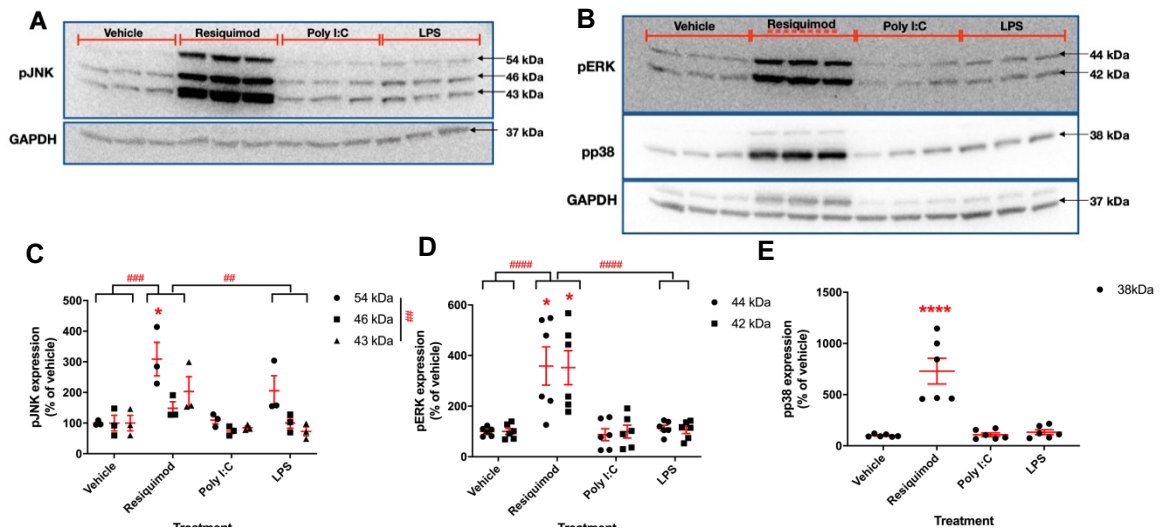 A
Vehicle Resiquimod Poly I:C LPS
pJNK
54 kDa
46 kDa
43 kDa
GAPDH
37 kDa
B
Vehicle Resiquimod Poly I:C LPS
pERK
44 kDa
42 kDa
pp38
38 kDa
GAPDH
37 kDa
C
### ##
54 kDa
46 kDa
43 kDa
##
*
pJNK expression
(% of vehicle)
500
400
300
200
100
0
Vehicle Resiquimod Poly I:C LPS
Treatment
D
#### ####
44 kDa
42 kDa
* *
pERK expression
(% of vehicle)
600
400
200
0
Vehicle Resiquimod Poly I:C LPS
Treatment
E
38kDa
****
pp38 expression
(% of vehicle)
1500
1000
500
0
Vehicle Resiquimod Poly I:C LPS
Treatment